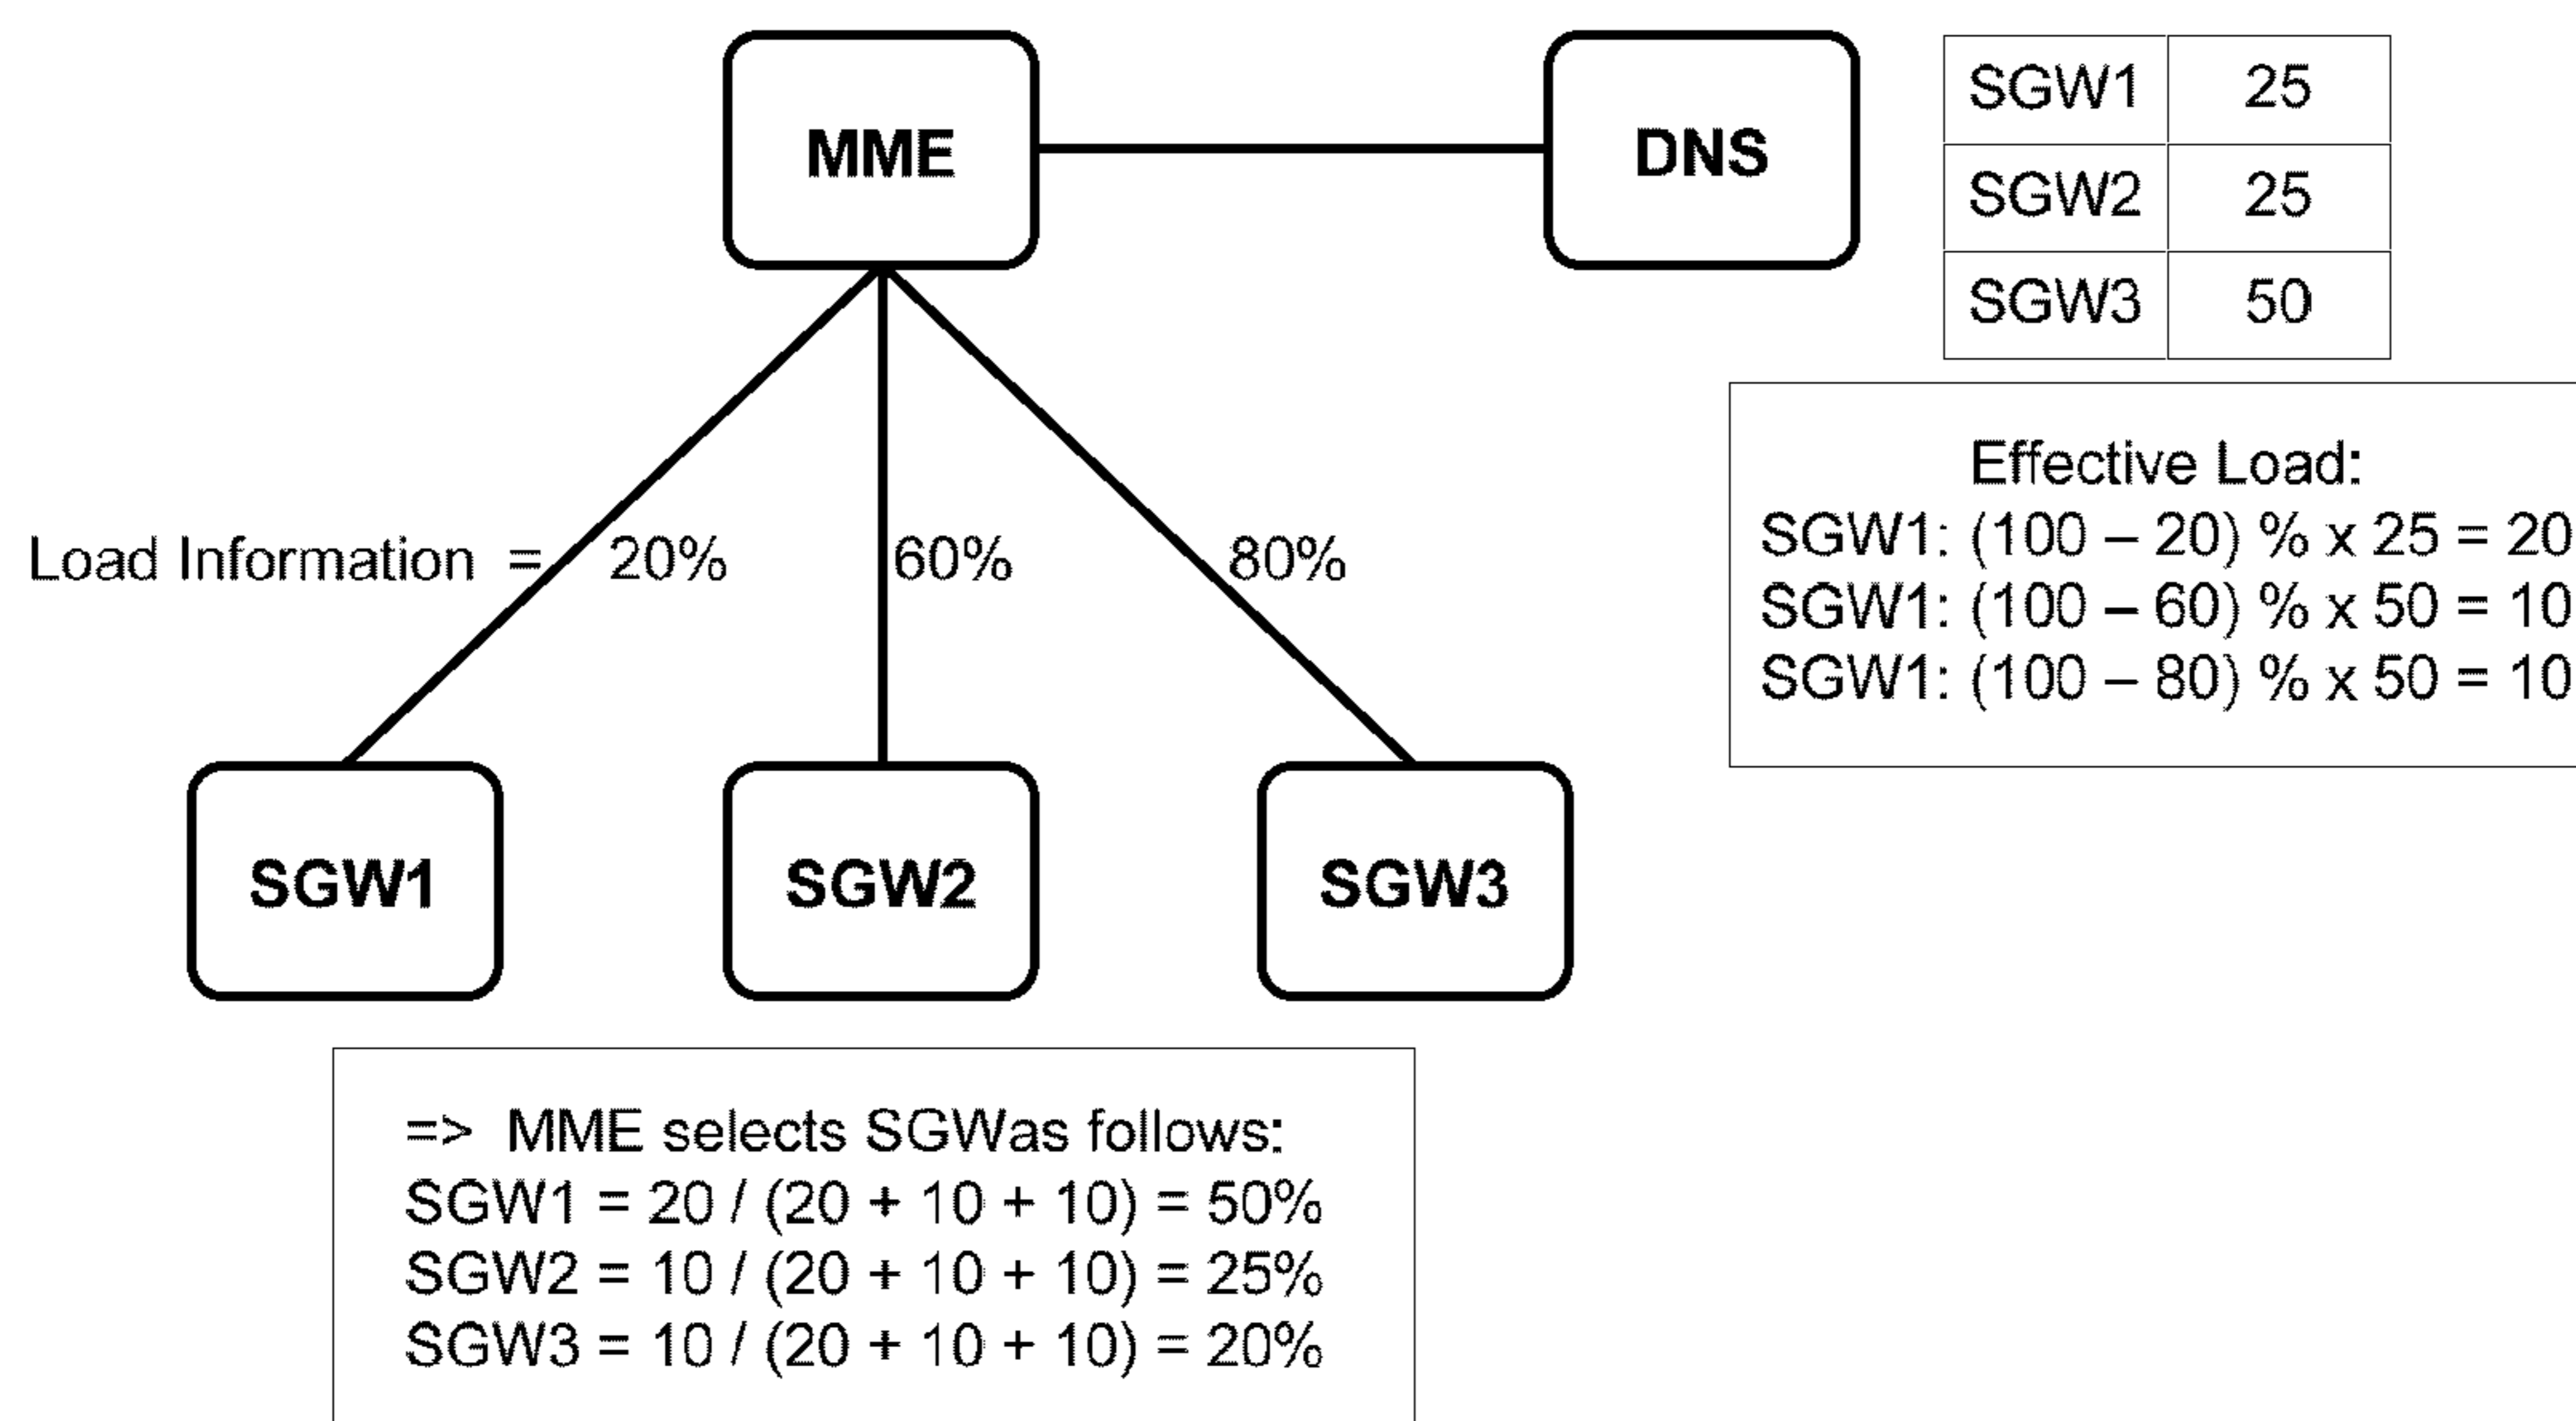 MME
DNS
SGW1 25
SGW2 25
SGW3 50
Effective Load:
SGW1: (100 – 20) % x 25 = 20
SGW1: (100 – 60) % x 50 = 10
SGW1: (100 – 80) % x 50 = 10
Load Information = 20% 60% 80%
SGW1
SGW2
SGW3
=> MME selects SGWas follows:
SGW1 = 20 / (20 + 10 + 10) = 50%
SGW2 = 10 / (20 + 10 + 10) = 25%
SGW3 = 10 / (20 + 10 + 10) = 20%